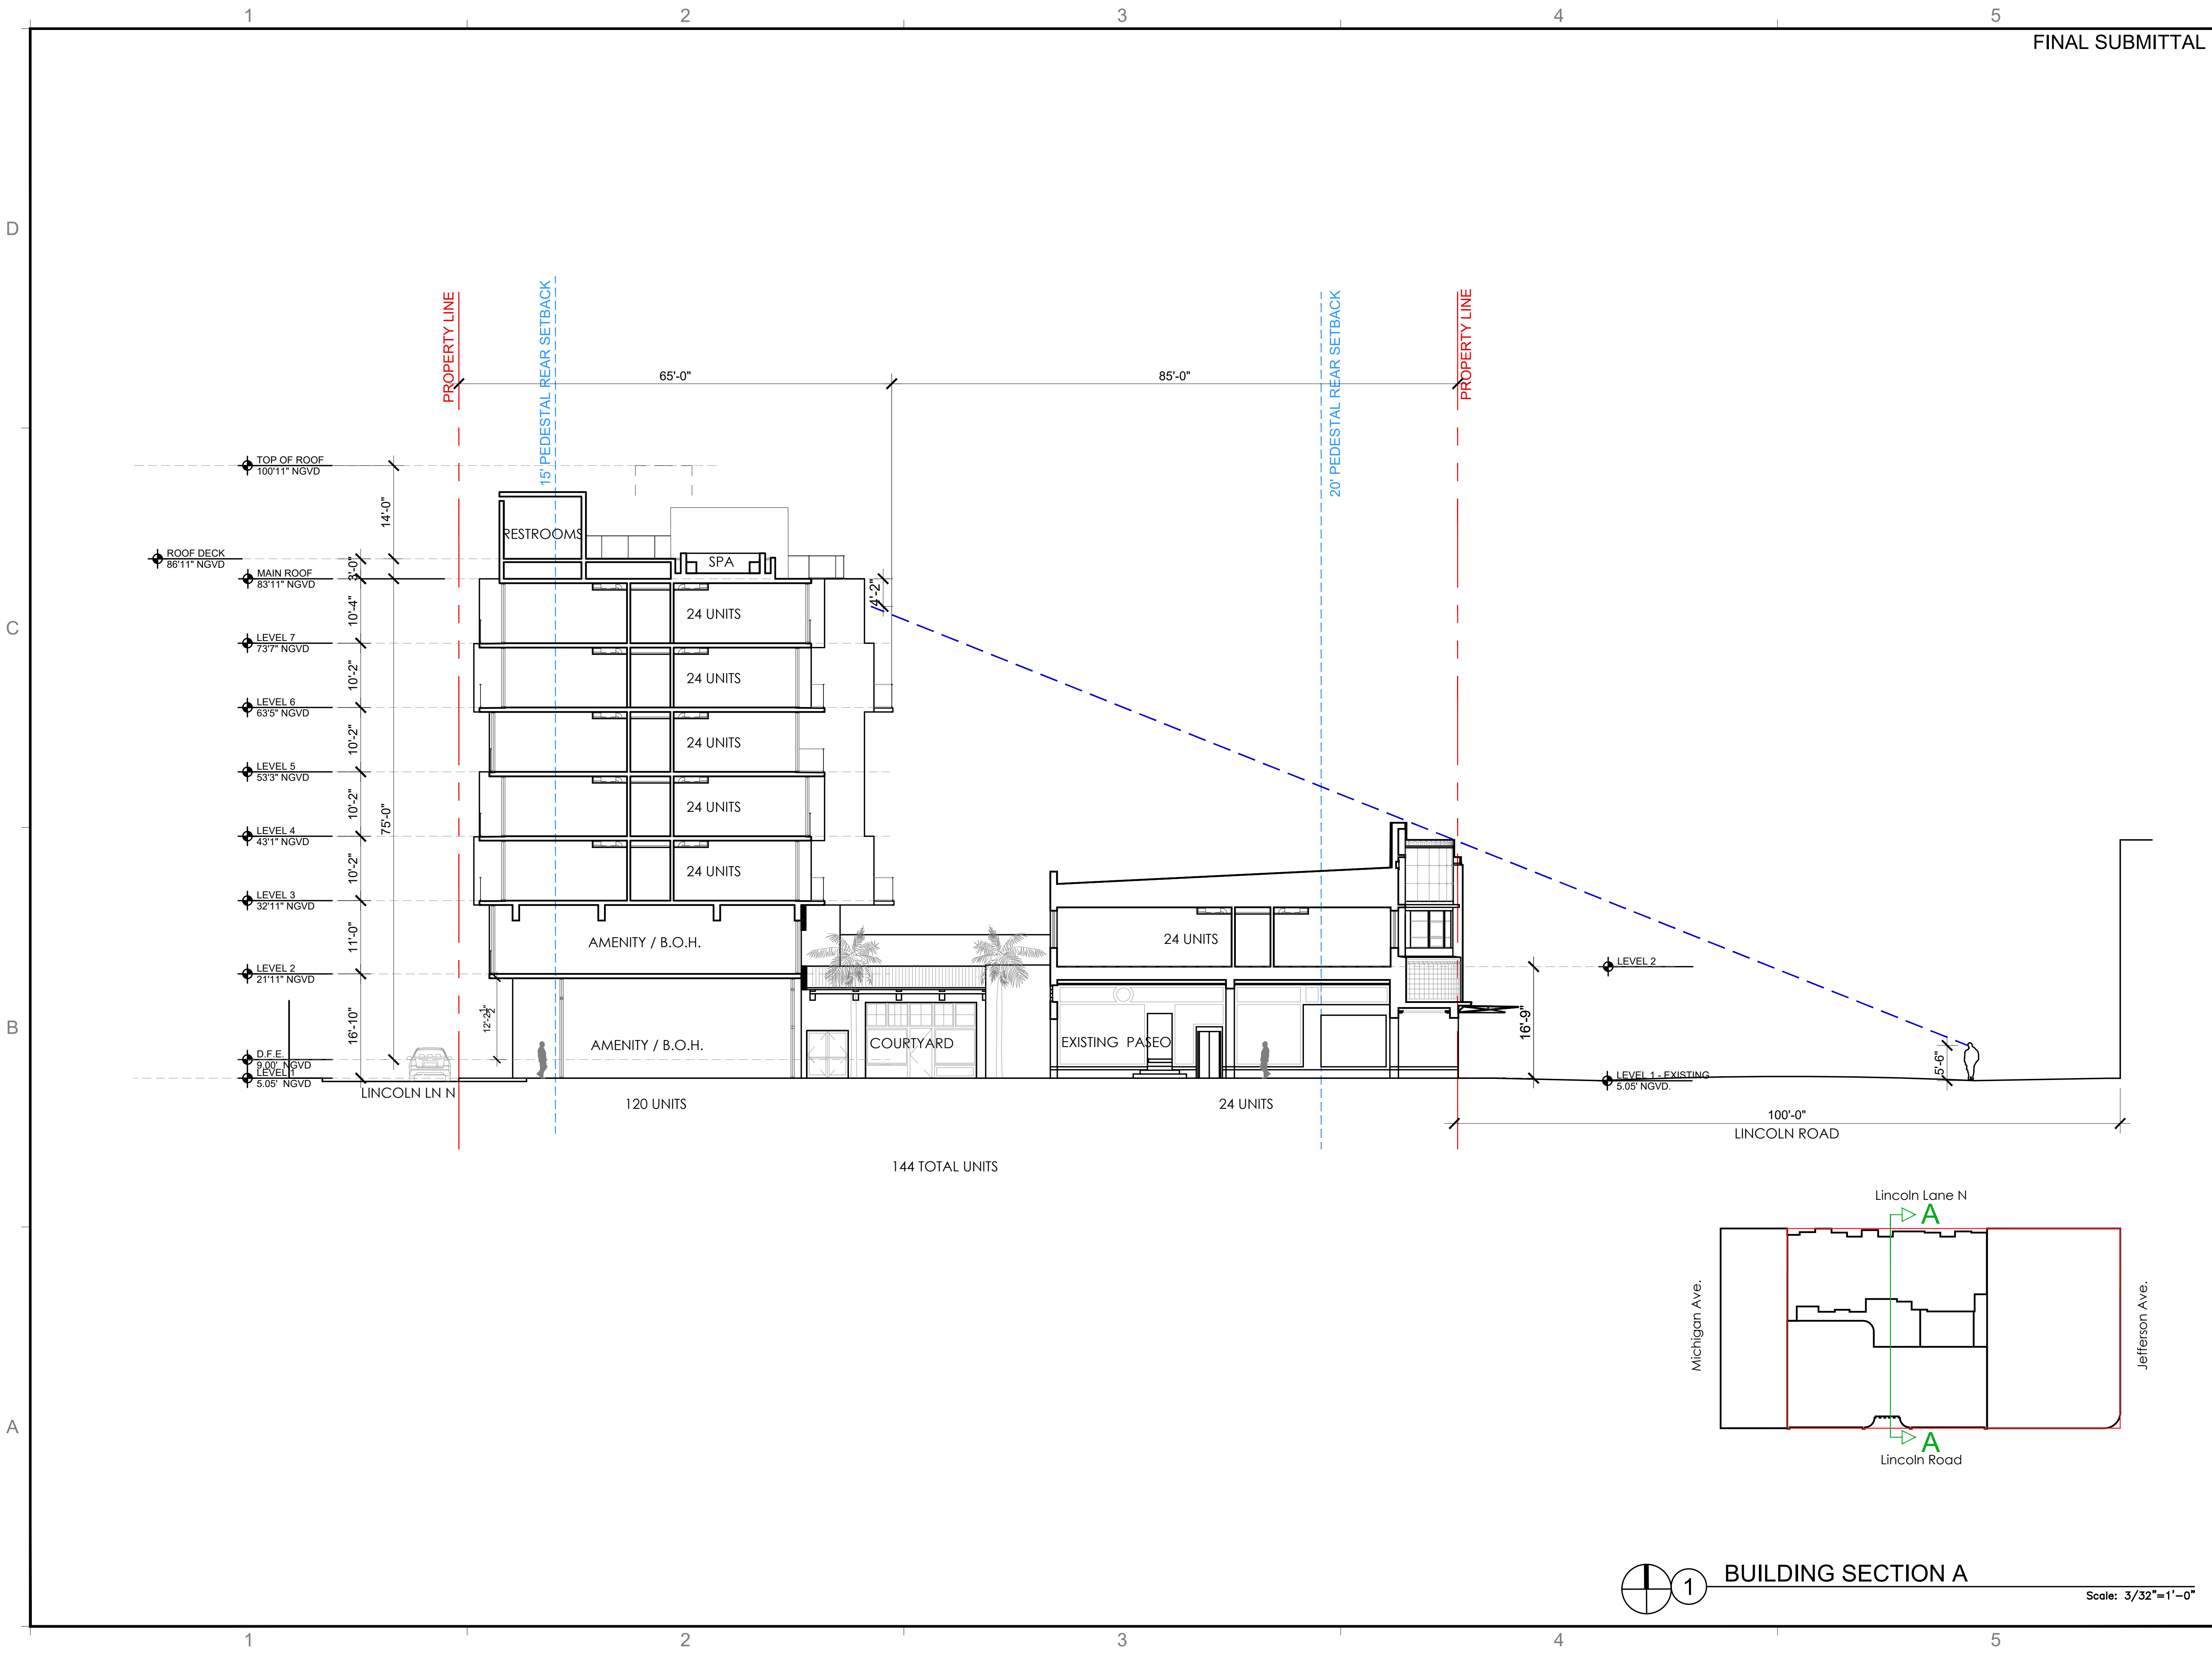 1 2 3 4 5
FINAL SUBMITTAL
D
C
B
A
PROPERTY LINE
15' PEDESTAL REAR SETBACK
20' PEDESTAL REAR SETBACK
PROPERTY LINE
65'-0"
85'-0"
TOP OF ROOF
100'11" NGVD
14'-0"
RESTROOMS
ROOF DECK
86'11" NGVD
3'-0"
SPA
MAIN ROOF
83'11" NGVD
4'-2"
10'-4"
24 UNITS
LEVEL 7
73'7" NGVD
10'-2"
24 UNITS
LEVEL 6
63'5" NGVD
10'-2"
24 UNITS
LEVEL 5
53'3" NGVD
10'-2"
75'-0"
24 UNITS
LEVEL 4
43'1" NGVD
10'-2"
24 UNITS
LEVEL 3
32'11" NGVD
11'-0"
AMENITY / B.O.H.
24 UNITS
LEVEL 2
21'11" NGVD
LEVEL 2
16'-10"
12'-2½"
16'-9"
AMENITY / B.O.H.
COURTYARD
EXISTING PASEO
5'-6"
D.F.E.
9.00' NGVD
LEVEL 1
5.05' NGVD
LEVEL 1 - EXISTING
5.05' NGVD.
LINCOLN LN N
120 UNITS
24 UNITS
100'-0"
LINCOLN ROAD
144 TOTAL UNITS
Lincoln Lane N
A
Michigan Ave.
Jefferson Ave.
A
Lincoln Road
1
BUILDING SECTION A
Scale: 3/32"=1'-0"
1 2 3 4 5